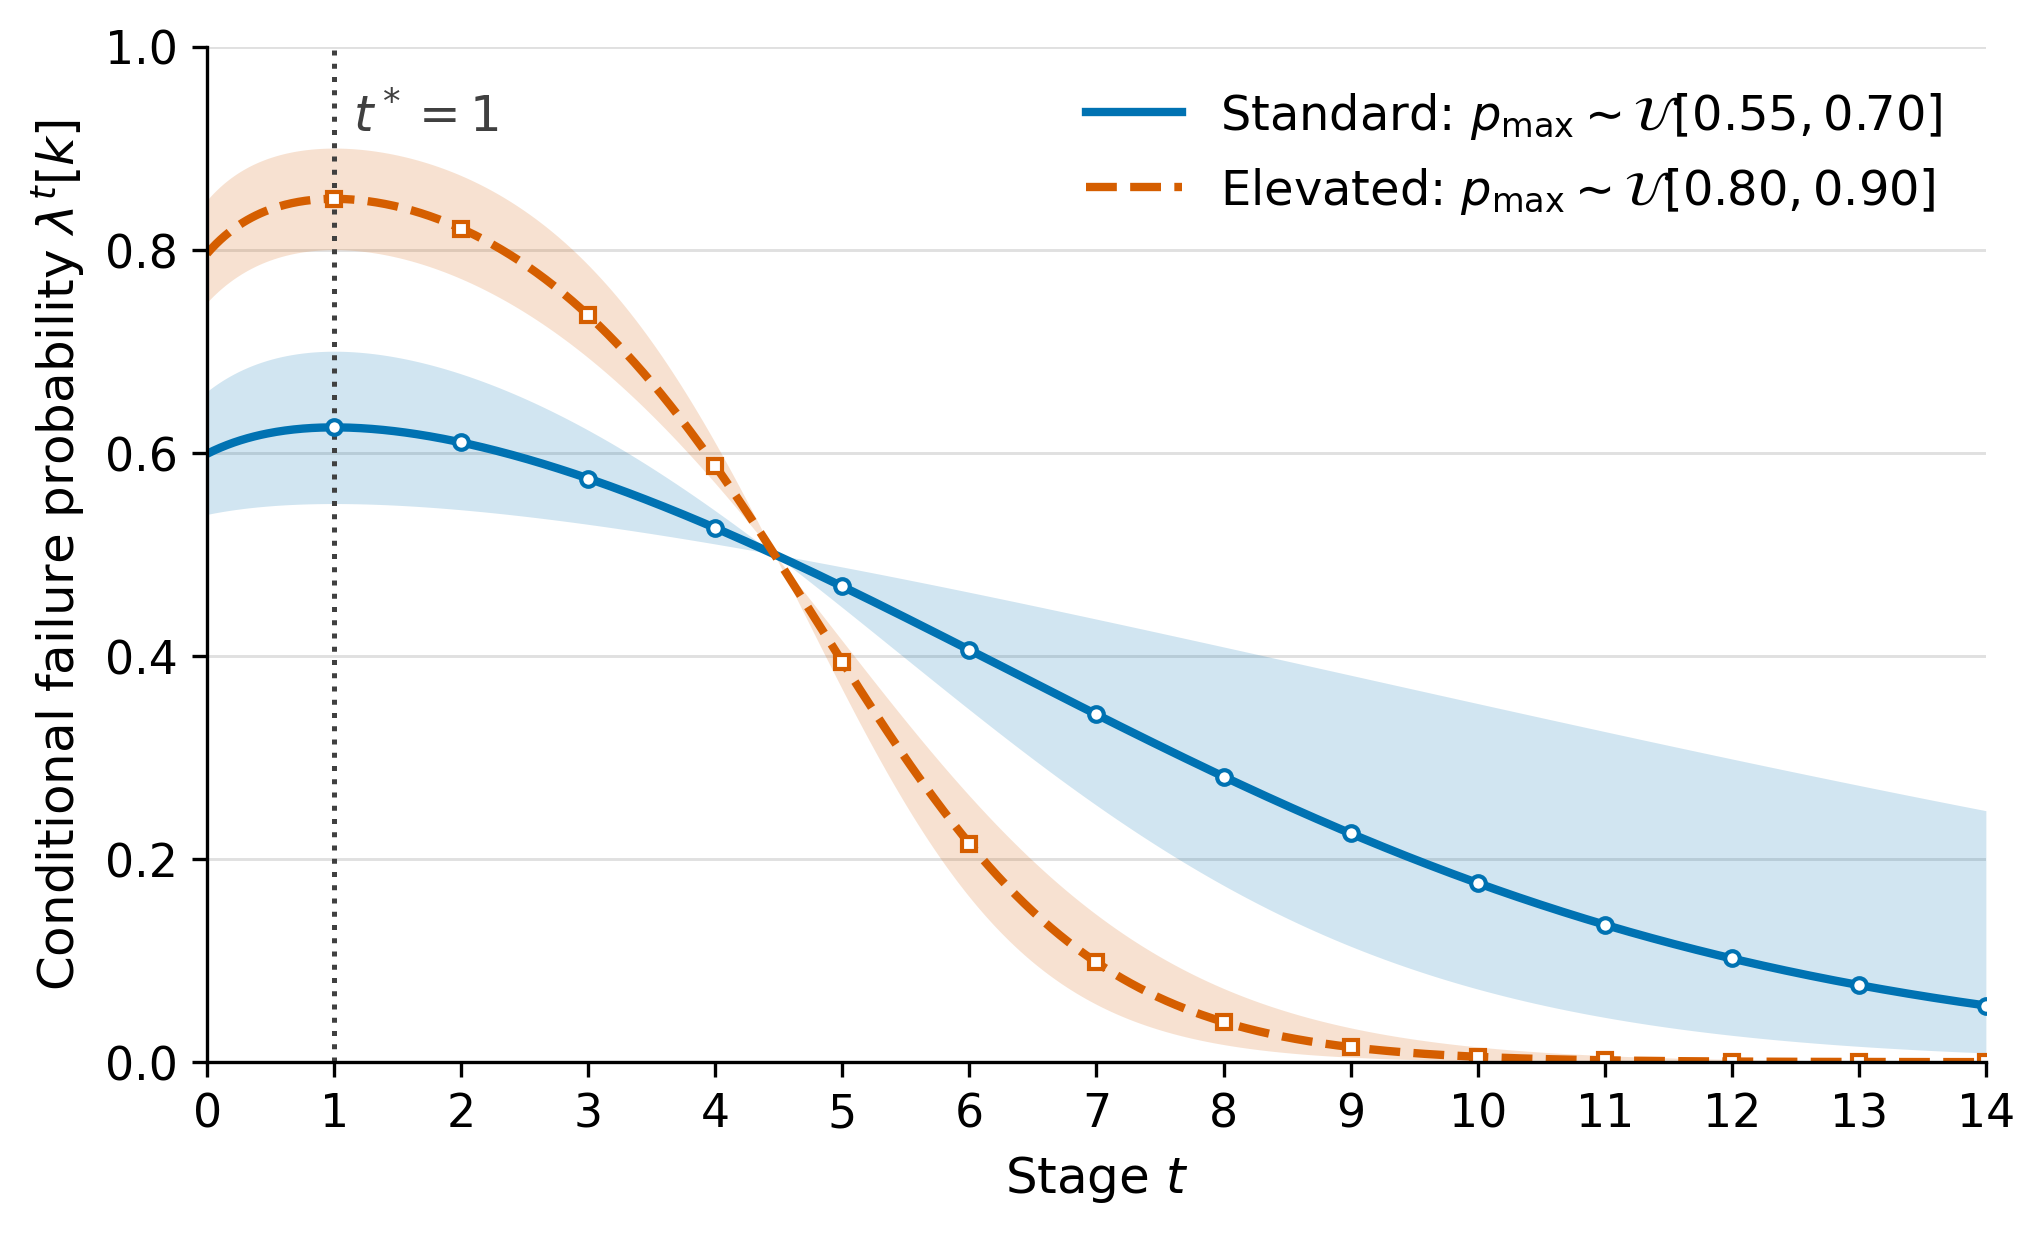 t* = 1
Standard: p_max ∼ 𝒰[0.55, 0.70]
Elevated: p_max ∼ 𝒰[0.80, 0.90]
Conditional failure probability λ^t[k]
1.0
0.8
0.6
0.4
0.2
0.0
0 1 2 3 4 5 6 7 8 9 10 11 12 13 14
Stage t